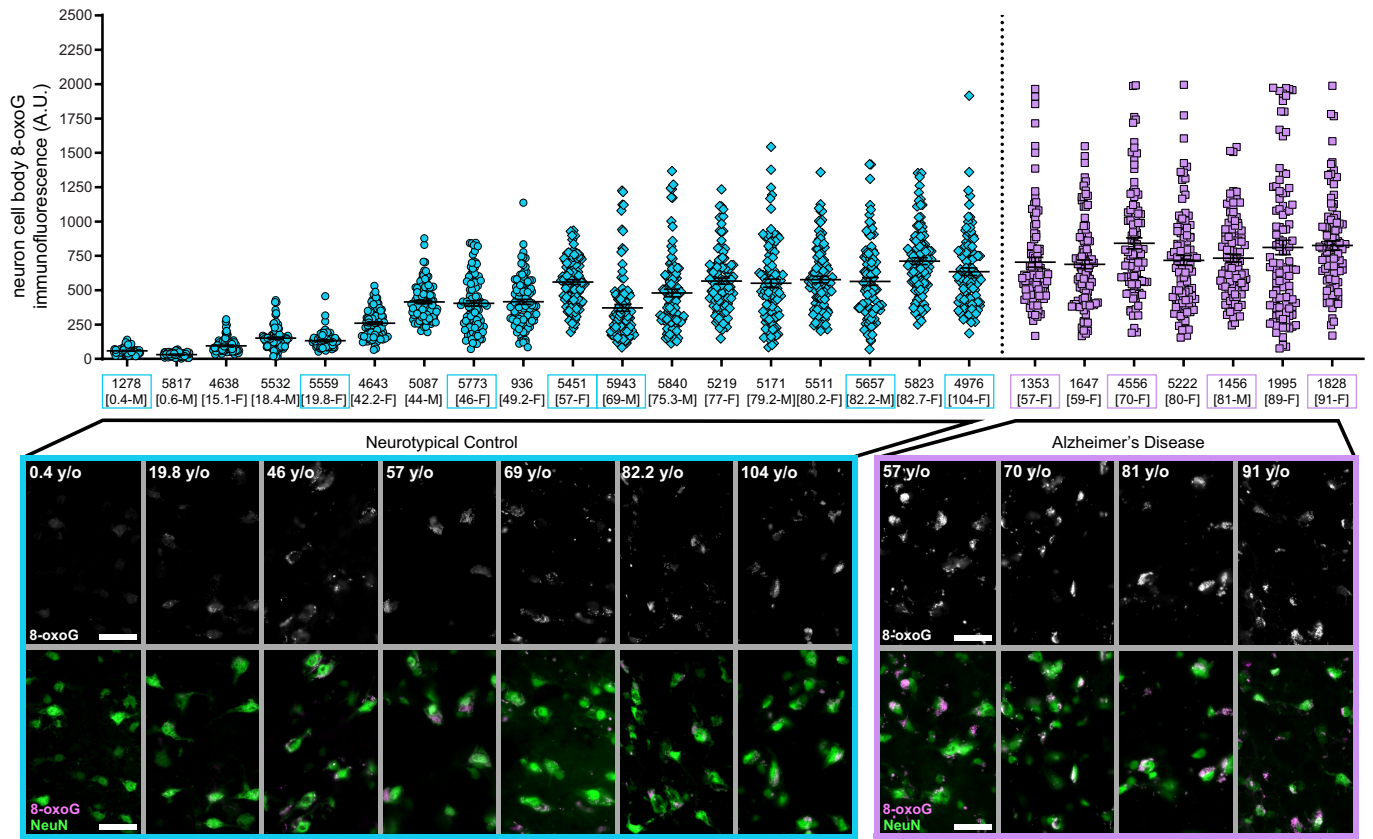 neuron cell body 8-oxoG
immunofluorescence (A.U.)
2500
2250
2000
1750
1500
1250
1000
750
500
250
0
1278 5817 4638 5532 5559 4643 5087 5773 936 5451 5943 5840 5219 5171 5511 5657 5823 4976 1353 1647 4556 5222 1456 1995 1828
[0.4-M] [0.6-M] [15.1-F] [18.4-M] [19.8-F] [42.2-F] [44-M] [46-F] [49.2-F] [57-F] [69-M] [75.3-M] [77-F] [79.2-M] [80.2-F] [82.2-M] [82.7-F] [104-F] [57-F] [59-F] [70-F] [80-F] [81-M] [89-F] [91-F]
Neurotypical Control Alzheimer's Disease
0.4 y/o 19.8 y/o 46 y/o 57 y/o 69 y/o 82.2 y/o 104 y/o 57 y/o 70 y/o 81 y/o 91 y/o
8-oxoG 8-oxoG
8-oxoG 8-oxoG
NeuN NeuN